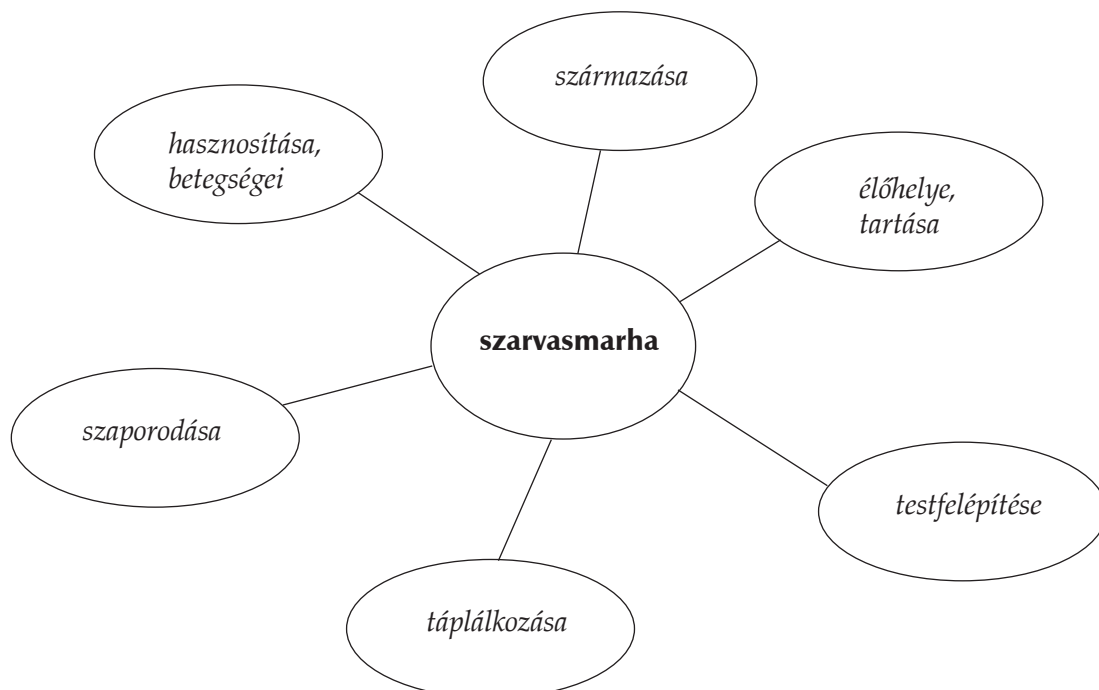 származása
hasznosítása,
betegségei
élőhelye,
tartása
szarvasmarha
szaporodása
testfelépítése
táplálkozása